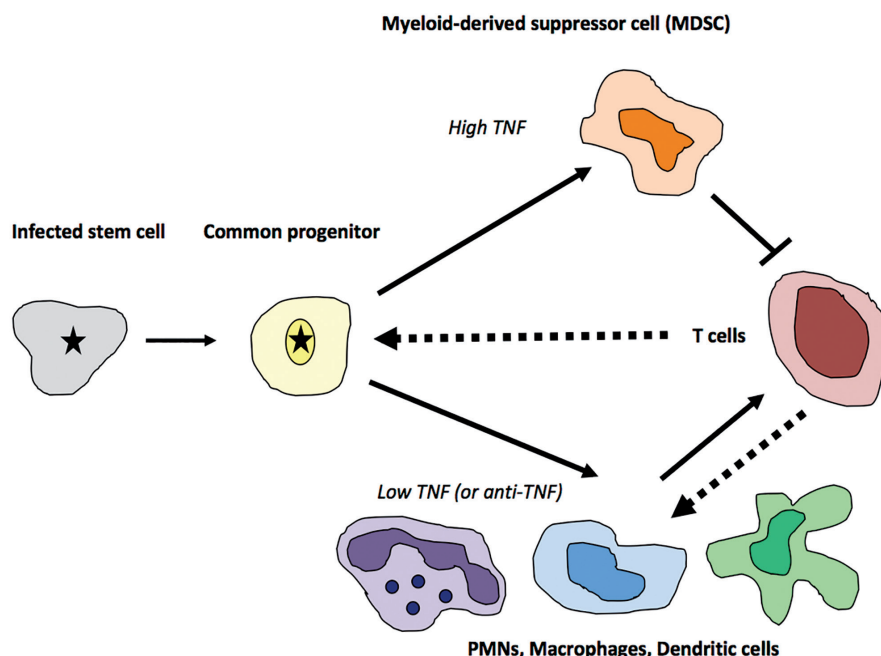 Myeloid-derived suppressor cell (MDSC)
High TNF
Infected stem cell
Common progenitor
T cells
Low TNF (or anti-TNF)
PMNs, Macrophages, Dendritic cells